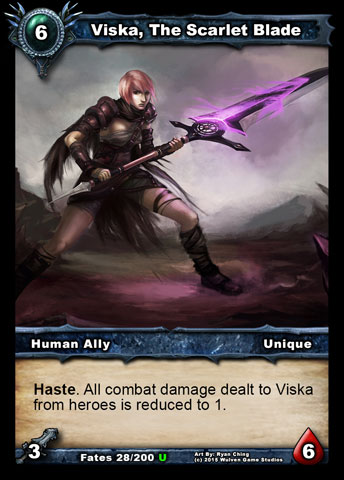 6
Viska, The Scarlet Blade
Human Ally
Unique
Haste. All combat damage dealt to Viska
from heroes is reduced to 1.
3
Fates 28/200 U
Art By: Ryan Ching
(c) 2015 Wulven Game Studios
6